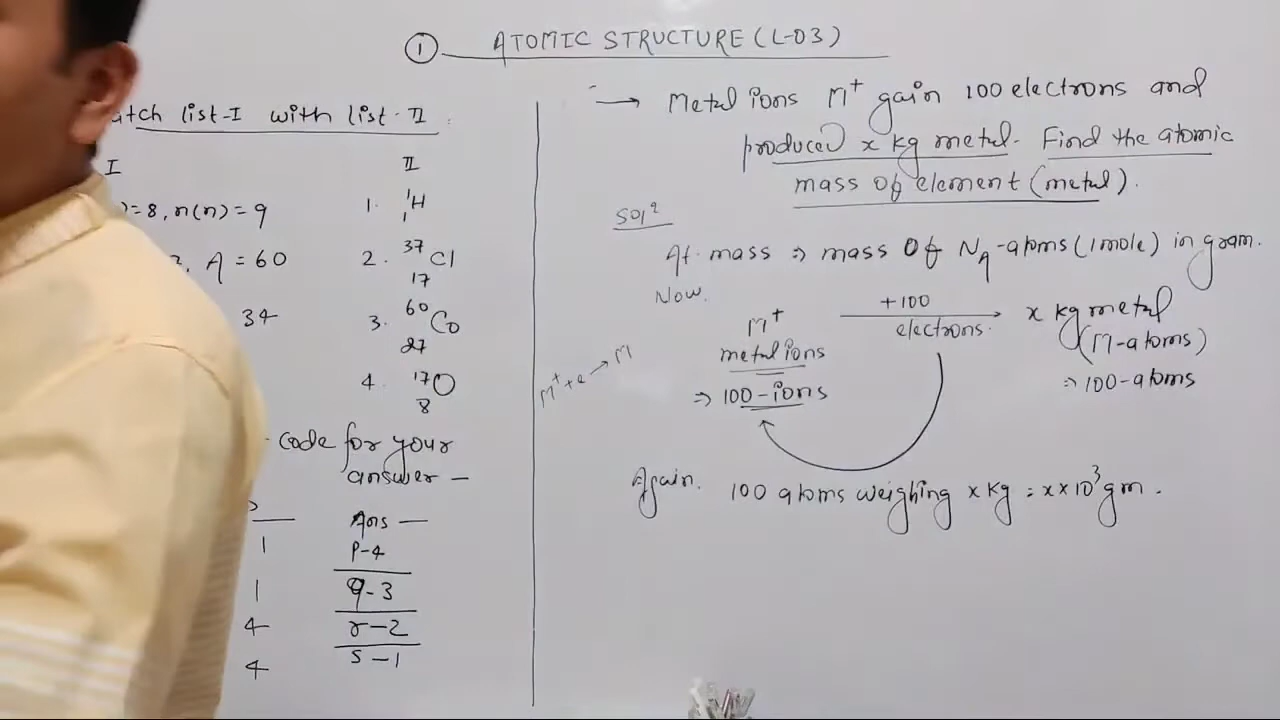 ① ATOMIC STRUCTURE (L-03)
atch list-I with list-II
I II
=8, n(n) = 9
A = 60
34
1. ¹₁H
2. ³⁷₁₇Cl
3. ⁶⁰₂₇Co
4. ¹⁷₈O
code for your
answer —
1
1
4
4
Ans —
P-4
q-3
r-2
S-1
→ Metal ions M⁺ gain 100 electrons and
produced x kg metal. Find the atomic
mass of element (metal).
Solⁿ
At. mass ⇒ mass of N_A-atoms (1 mole) in gram.
Now.
M⁺ +e → M
M⁺ +100 electrons. x kg metal
metal ions (M-atoms)
⇒ 100-ions ⇒ 100-atoms
Again. 100 atoms weighing x kg = x×10³ gm.